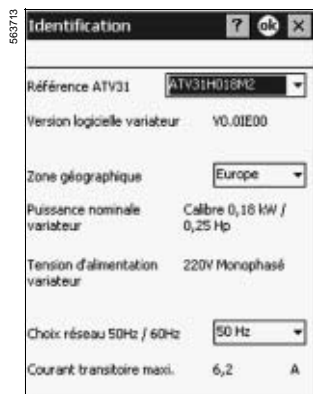 563713
Identification ? ok ×
Référence ATV31 ATV31H018M2
Version logicielle variateur V0.0IE00
Zone géographique Europe
Puissance nominale variateur Calibre 0,18 kW / 0,25 Hp
Tension d'alimentation variateur 220V Monophasé
Choix réseau 50Hz / 60Hz 50 Hz
Courant transitoire maxi. 6,2 A